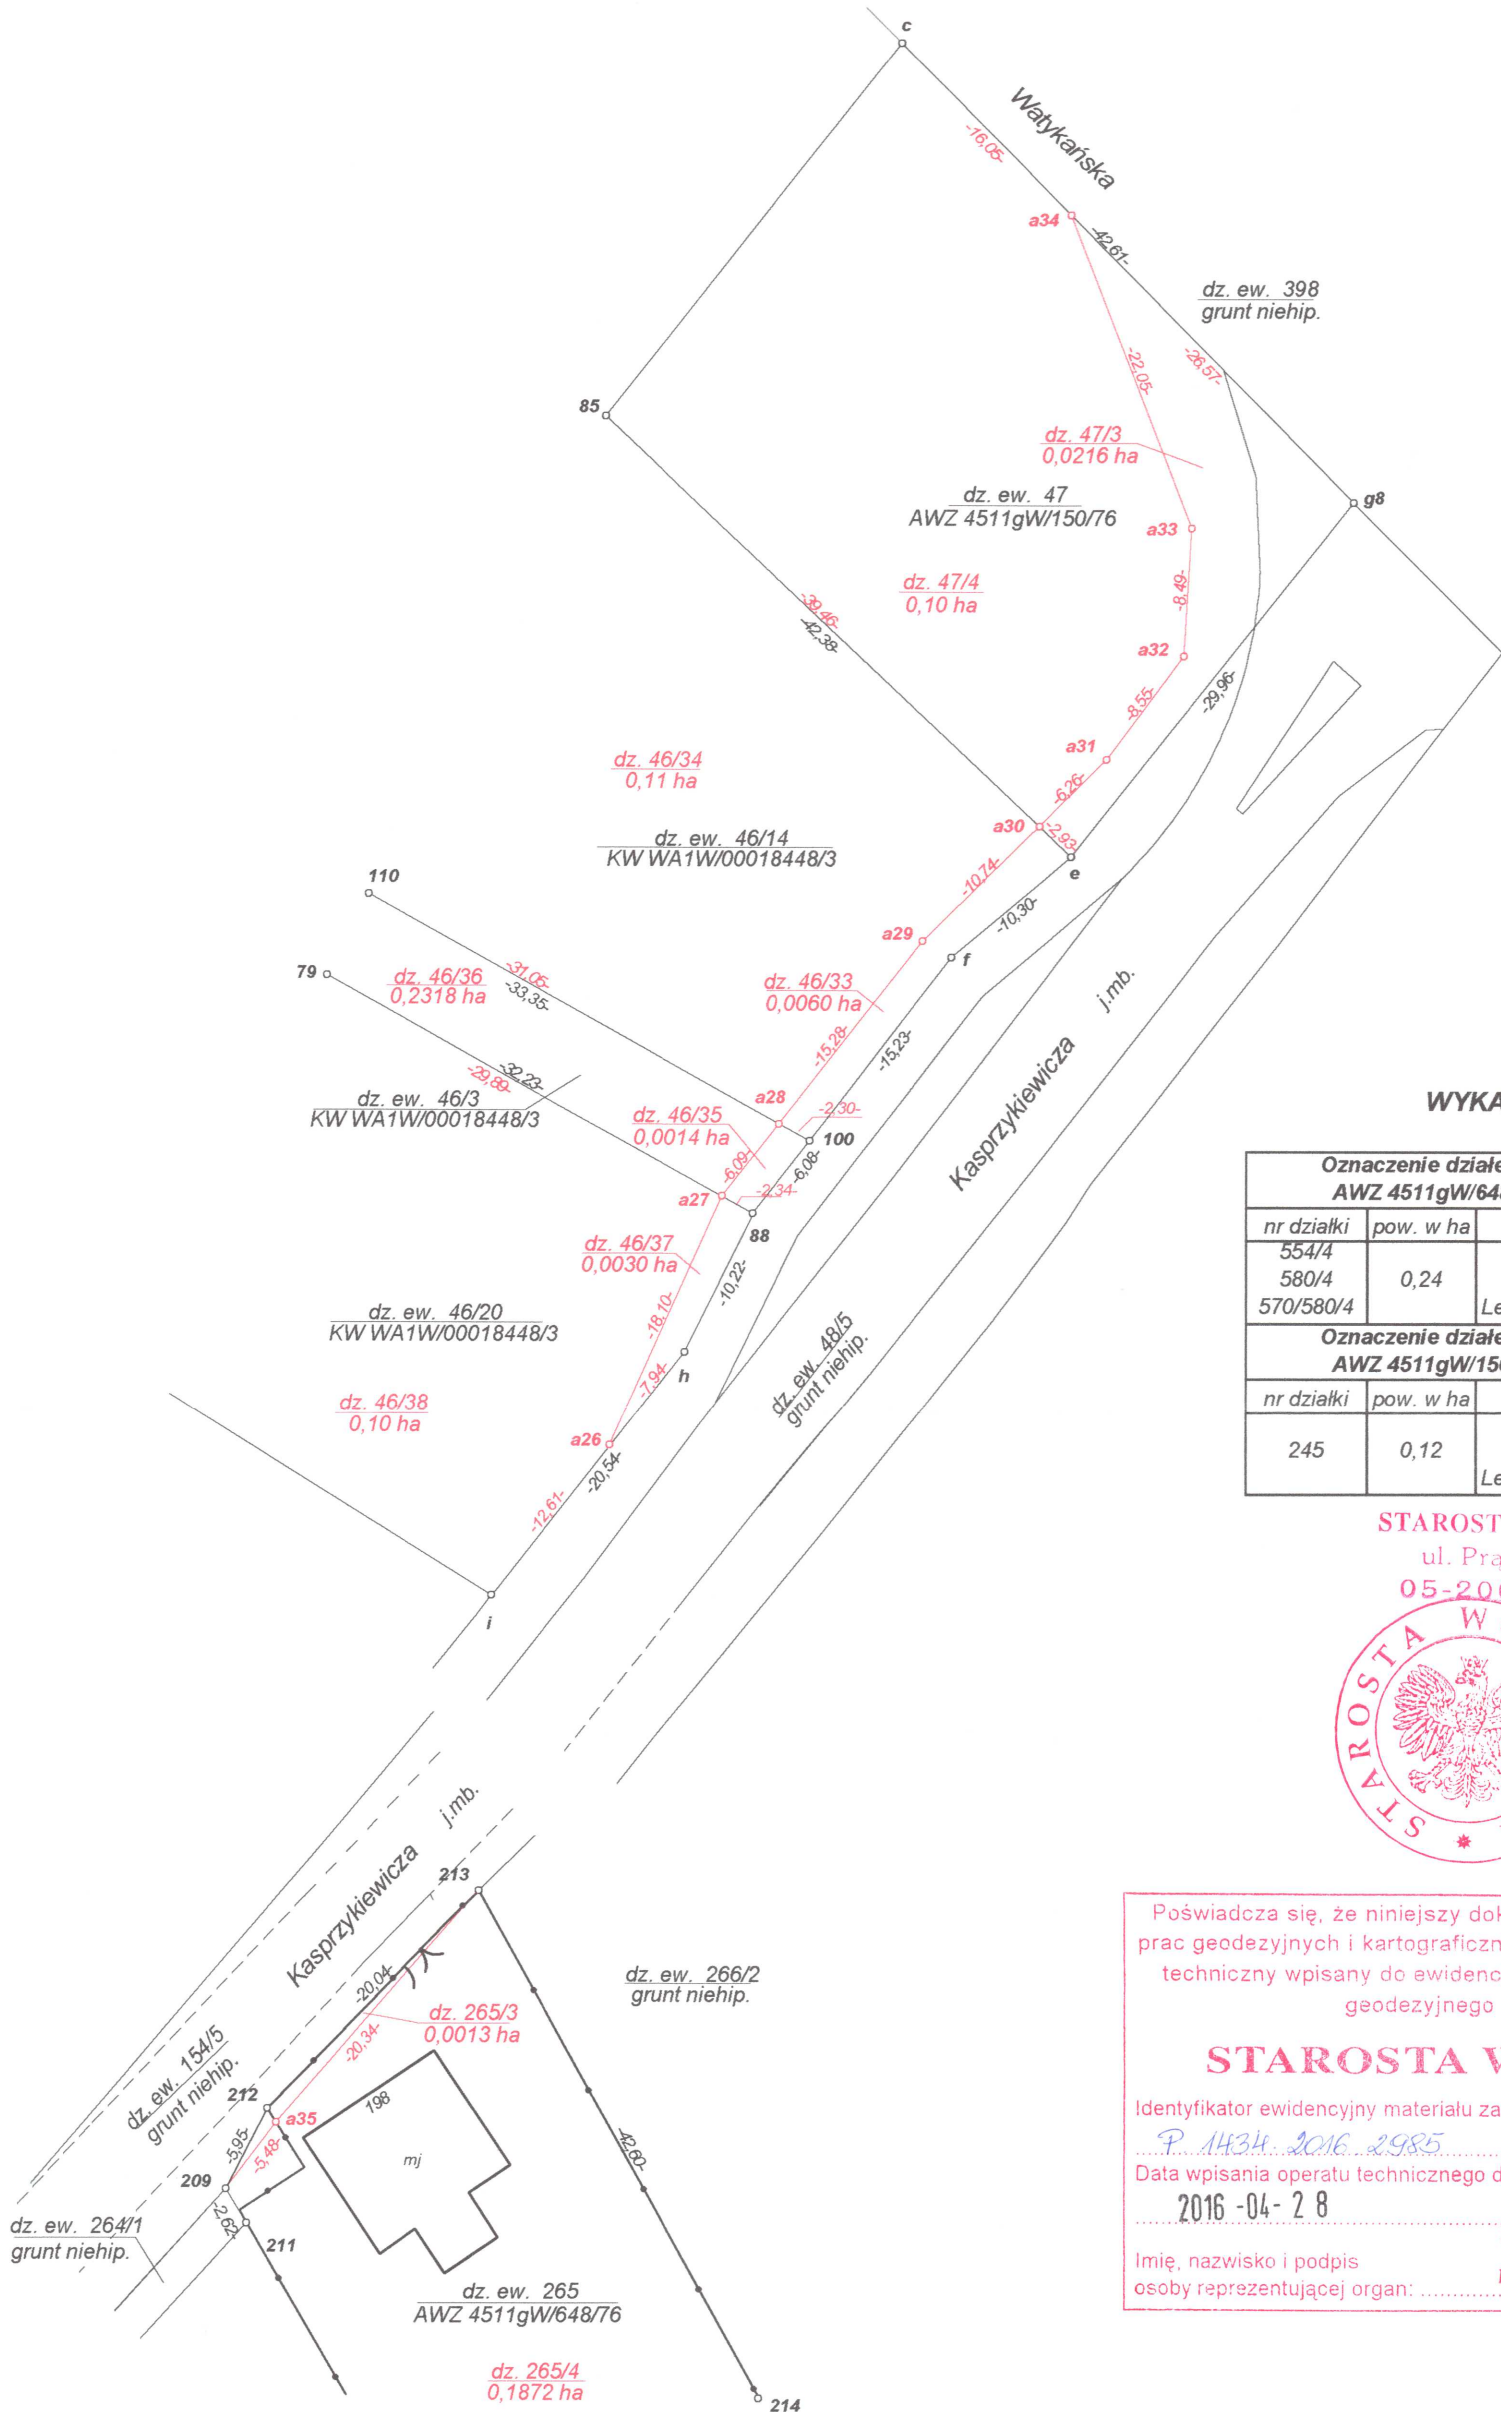 c
Watykańska
-16,05-
a34
-42,61-
dz. ew. 398
grunt niehip.
-26,57-
-22,05-
85
dz. 47/3
0,0216 ha
dz. ew. 47
AWZ 4511gW/150/76
g8
a33
dz. 47/4
0,10 ha
-8,49-
-39,46-
-42,38-
a32
-29,96-
-8,55-
a31
dz. 46/34
0,11 ha
-6,26-
a30
-2,93-
dz. ew. 46/14
KW WA1W/00018448/3
e
110
-10,74-
-10,30-
a29
f
79
dz. 46/36
0,2318 ha
-31,05-
-33,35-
dz. 46/33
0,0060 ha
j.mb.
Kasprzykiewicza
-15,28-
-15,23-
-32,23-
-29,89-
dz. ew. 46/3
KW WA1W/00018448/3
a28
-2,30-
100
dz. 46/35
0,0014 ha
-6,09-
-6,08-
a27
-2,34-
88
dz. 46/37
0,0030 ha
-10,22-
-18,10-
dz. ew. 46/20
KW WA1W/00018448/3
h
-7,94-
dz. ew. 48/5
grunt niehip.
dz. 46/38
0,10 ha
a26
-20,54-
-12,61-
i
WYKA
Oznaczenie działe
AWZ 4511gW/648
nr działki pow. w ha
554/4
580/4 0,24
570/580/4 Le
Oznaczenie działe
AWZ 4511gW/150
nr działki pow. w ha
245 0,12
Le
STAROST
ul. Prą
05-200
STAROSTA W
j.mb.
Kasprzykiewicza
213
-20,04-
dz. ew. 266/2
grunt niehip.
dz. 265/3
0,0013 ha
-20,34-
dz. ew. 154/5
grunt niehip.
212
a35
198
mj
-5,95-
-5,48-
-42,60-
209
-2,62-
211
dz. ew. 264/1
grunt niehip.
dz. ew. 265
AWZ 4511gW/648/76
dz. 265/4
0,1872 ha
214
Poświadcza się, że niniejszy dok
prac geodezyjnych i kartograficzn
techniczny wpisany do ewidenc
geodezyjnego
STAROSTA W
Identyfikator ewidencyjny materiału za
P. 1434. 2016 2985
Data wpisania operatu technicznego d
2016 -04- 2 8
Imię, nazwisko i podpis
osoby reprezentującej organ: